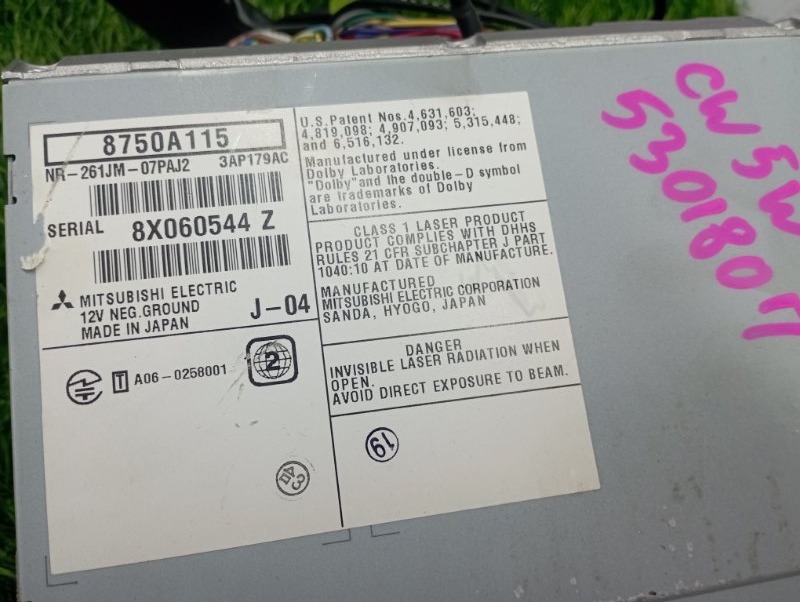 8750A115
NR-261JM-07PAJ2 3AP179AC
SERIAL 8X060544 Z
MITSUBISHI ELECTRIC
12V NEG.GROUND
MADE IN JAPAN
J-04
T A06-0258001
2
U.S.Patent Nos.4,631,603;
4,819,098; 4,907,093; 5,315,448;
and 6,516,132.
Manufactured under license from
Dolby Laboratories.
"Dolby"and the double-D symbol
are trademarks of Dolby
Laboratories.
CLASS 1 LASER PRODUCT
PRODUCT COMPLIES WITH DHHS
RULES 21 CFR SUBCHAPTER J PART
1040:10 AT DATE OF MANUFACTURE.
MANUFACTURED
MITSUBISHI ELECTRIC CORPORATION
SANDA, HYOGO, JAPAN
DANGER
INVISIBLE LASER RADIATION WHEN
OPEN.
AVOID DIRECT EXPOSURE TO BEAM.
19
CW5W
5301807